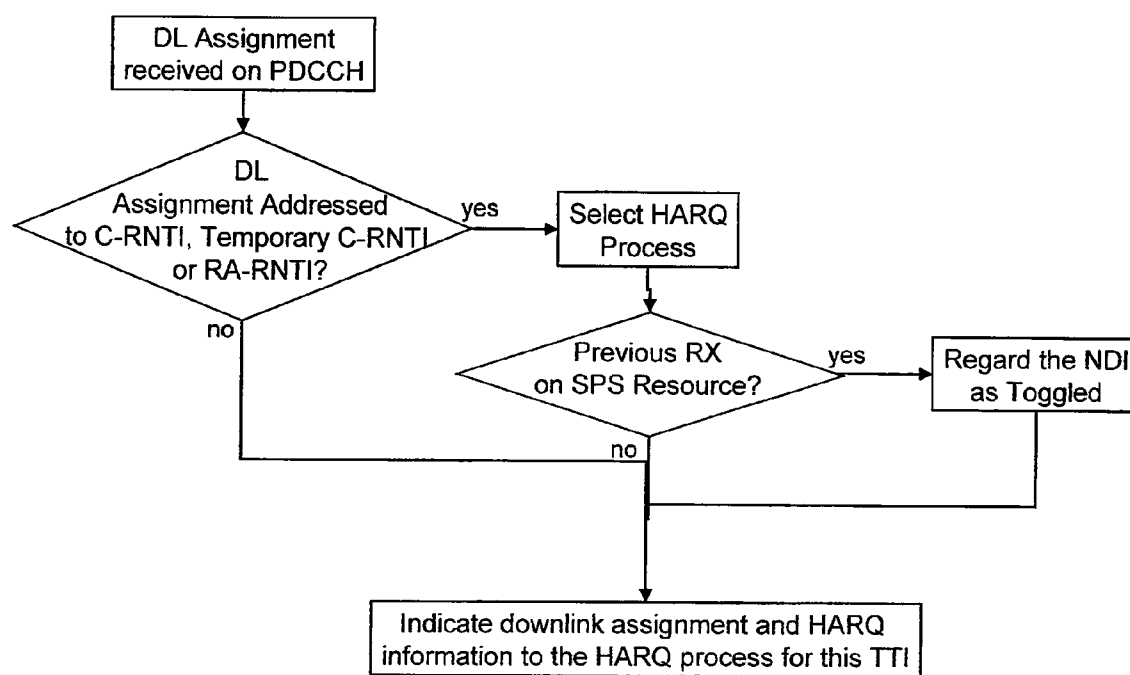 DL Assignment
received on PDCCH
DL
Assignment Addressed
to C-RNTI, Temporary C-RNTI
or RA-RNTI?
yes
Select HARQ
Process
no
Previous RX
on SPS Resource?
yes
Regard the NDI
as Toggled
no
Indicate downlink assignment and HARQ
information to the HARQ process for this TTI